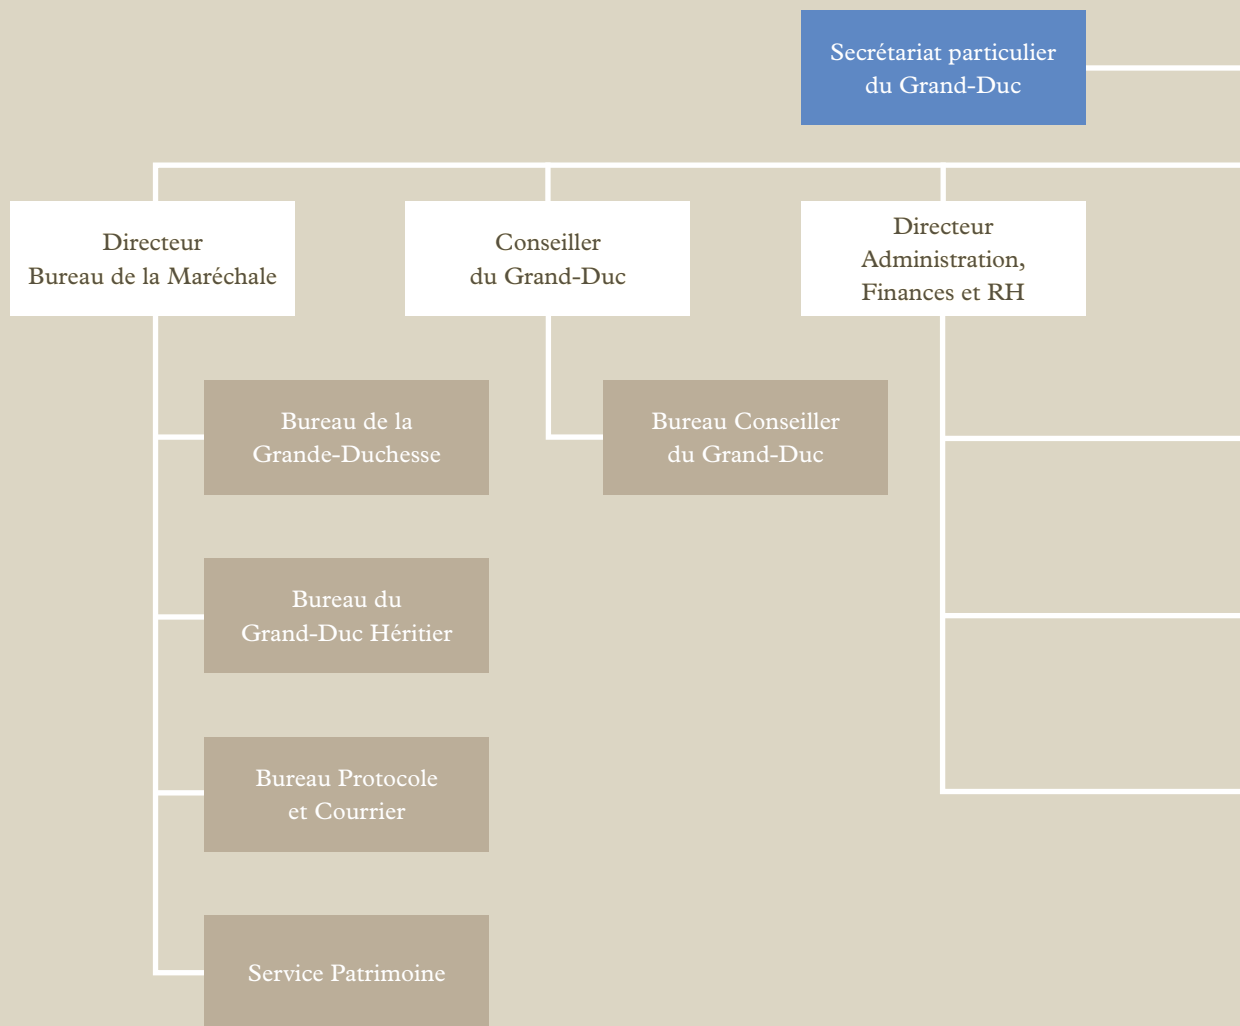 Secrétariat particulier
du Grand-Duc
Directeur
Bureau de la Maréchale
Conseiller
du Grand-Duc
Directeur
Administration,
Finances et RH
Bureau de la
Grande-Duchesse
Bureau Conseiller
du Grand-Duc
Bureau du
Grand-Duc Héritier
Bureau Protocole
et Courrier
Service Patrimoine